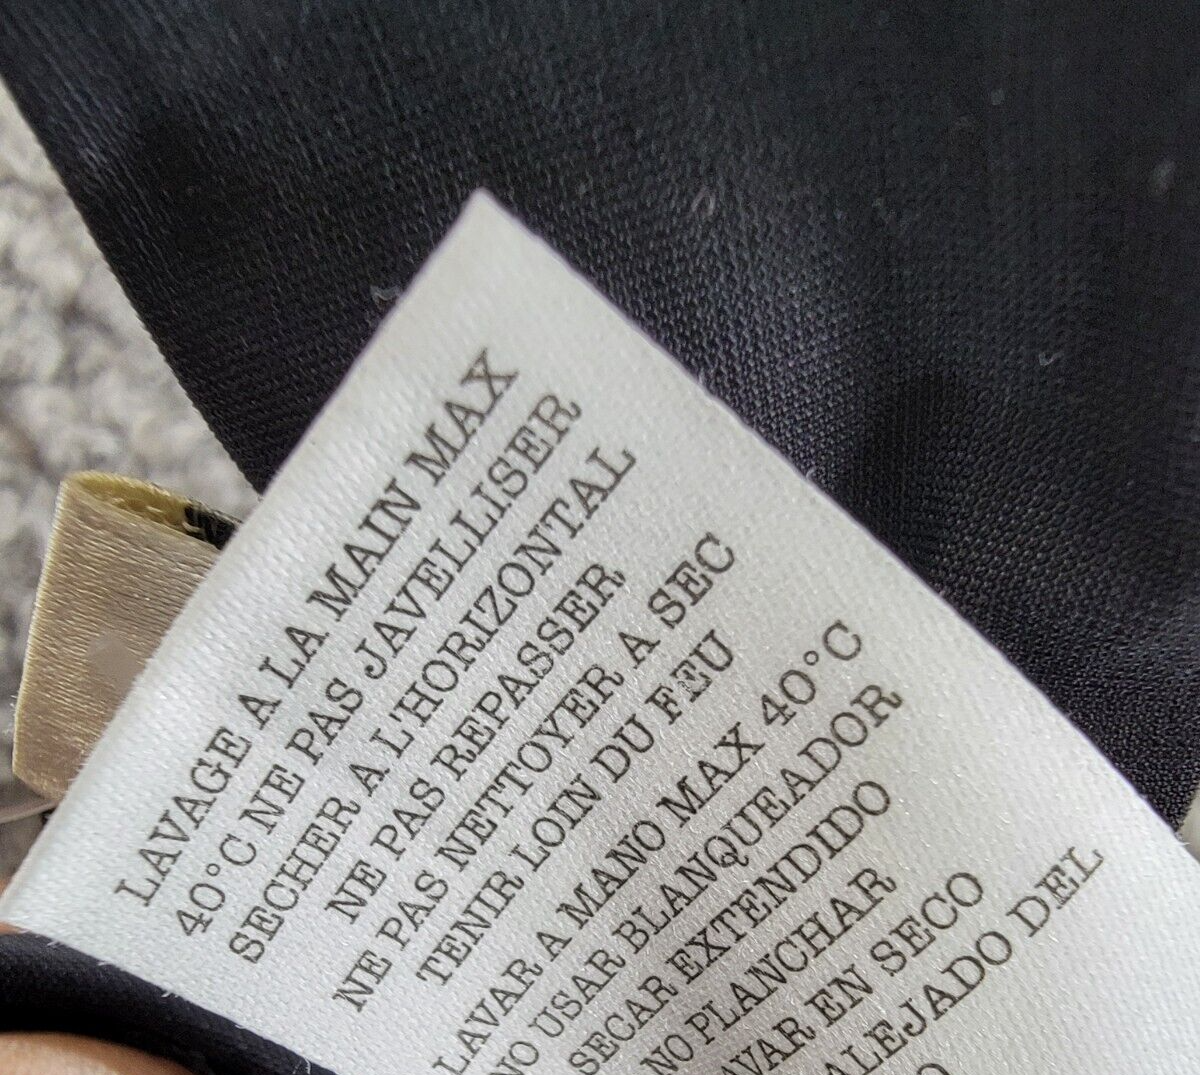 LAVAGE A LA MAIN MAX
40°C NE PAS JAVELLISER
SECHER A L'HORIZONTAL
NE PAS REPASSER
NE PAS NETTOYER A SEC
TENIR LOIN DU FEU
LAVAR A MANO MAX 40°C
NO USAR BLANQUEADOR
SECAR EXTENDIDO
NO PLANCHAR
AVAR EN SECO
ALEJADO DEL